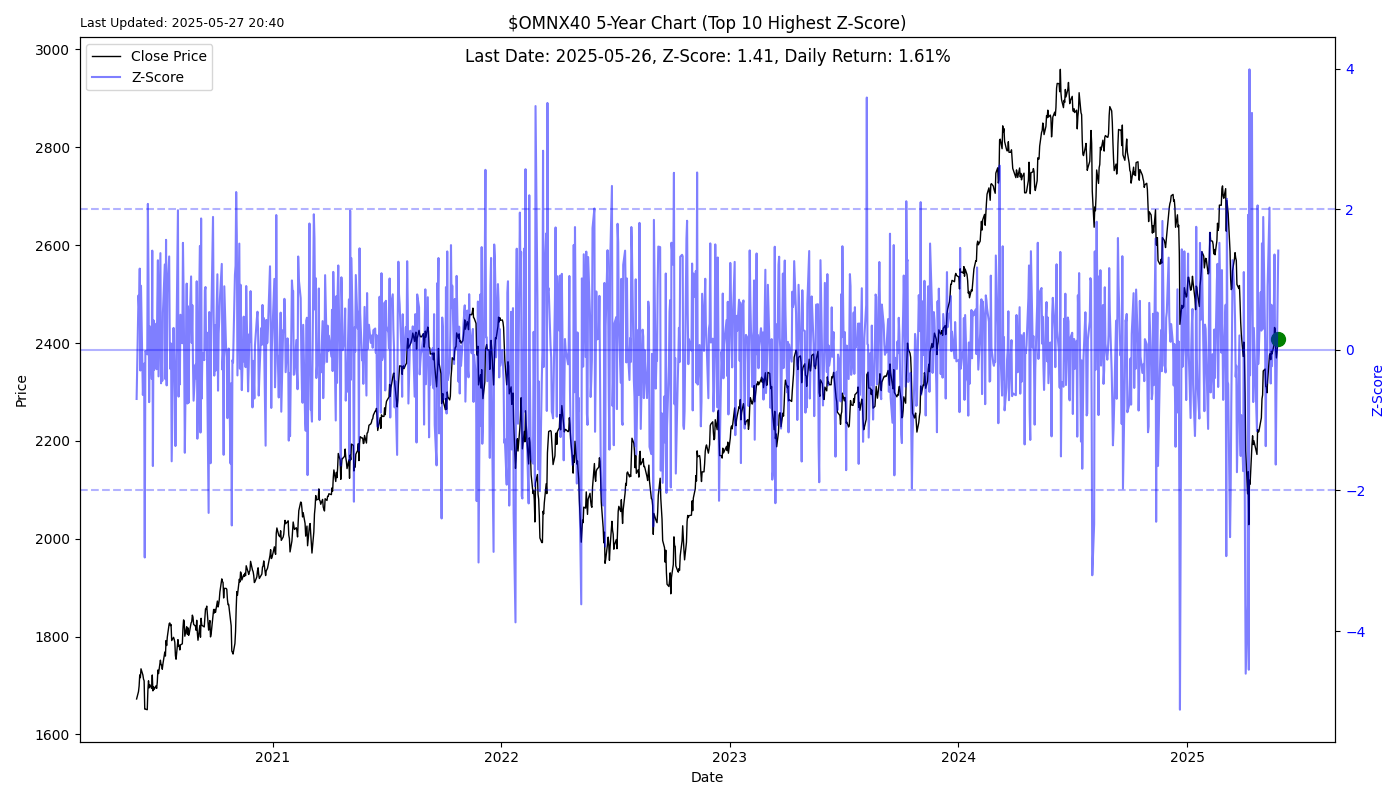 Last Updated: 2025-05-27 20:40
$OMNX40 5-Year Chart (Top 10 Highest Z-Score)
Last Date: 2025-05-26, Z-Score: 1.41, Daily Return: 1.61%
Close Price
Z-Score
3000
2800
2600
2400
2200
2000
1800
1600
Price
4
2
0
−2
−4
Z-Score
2021
2022
2023
2024
2025
Date